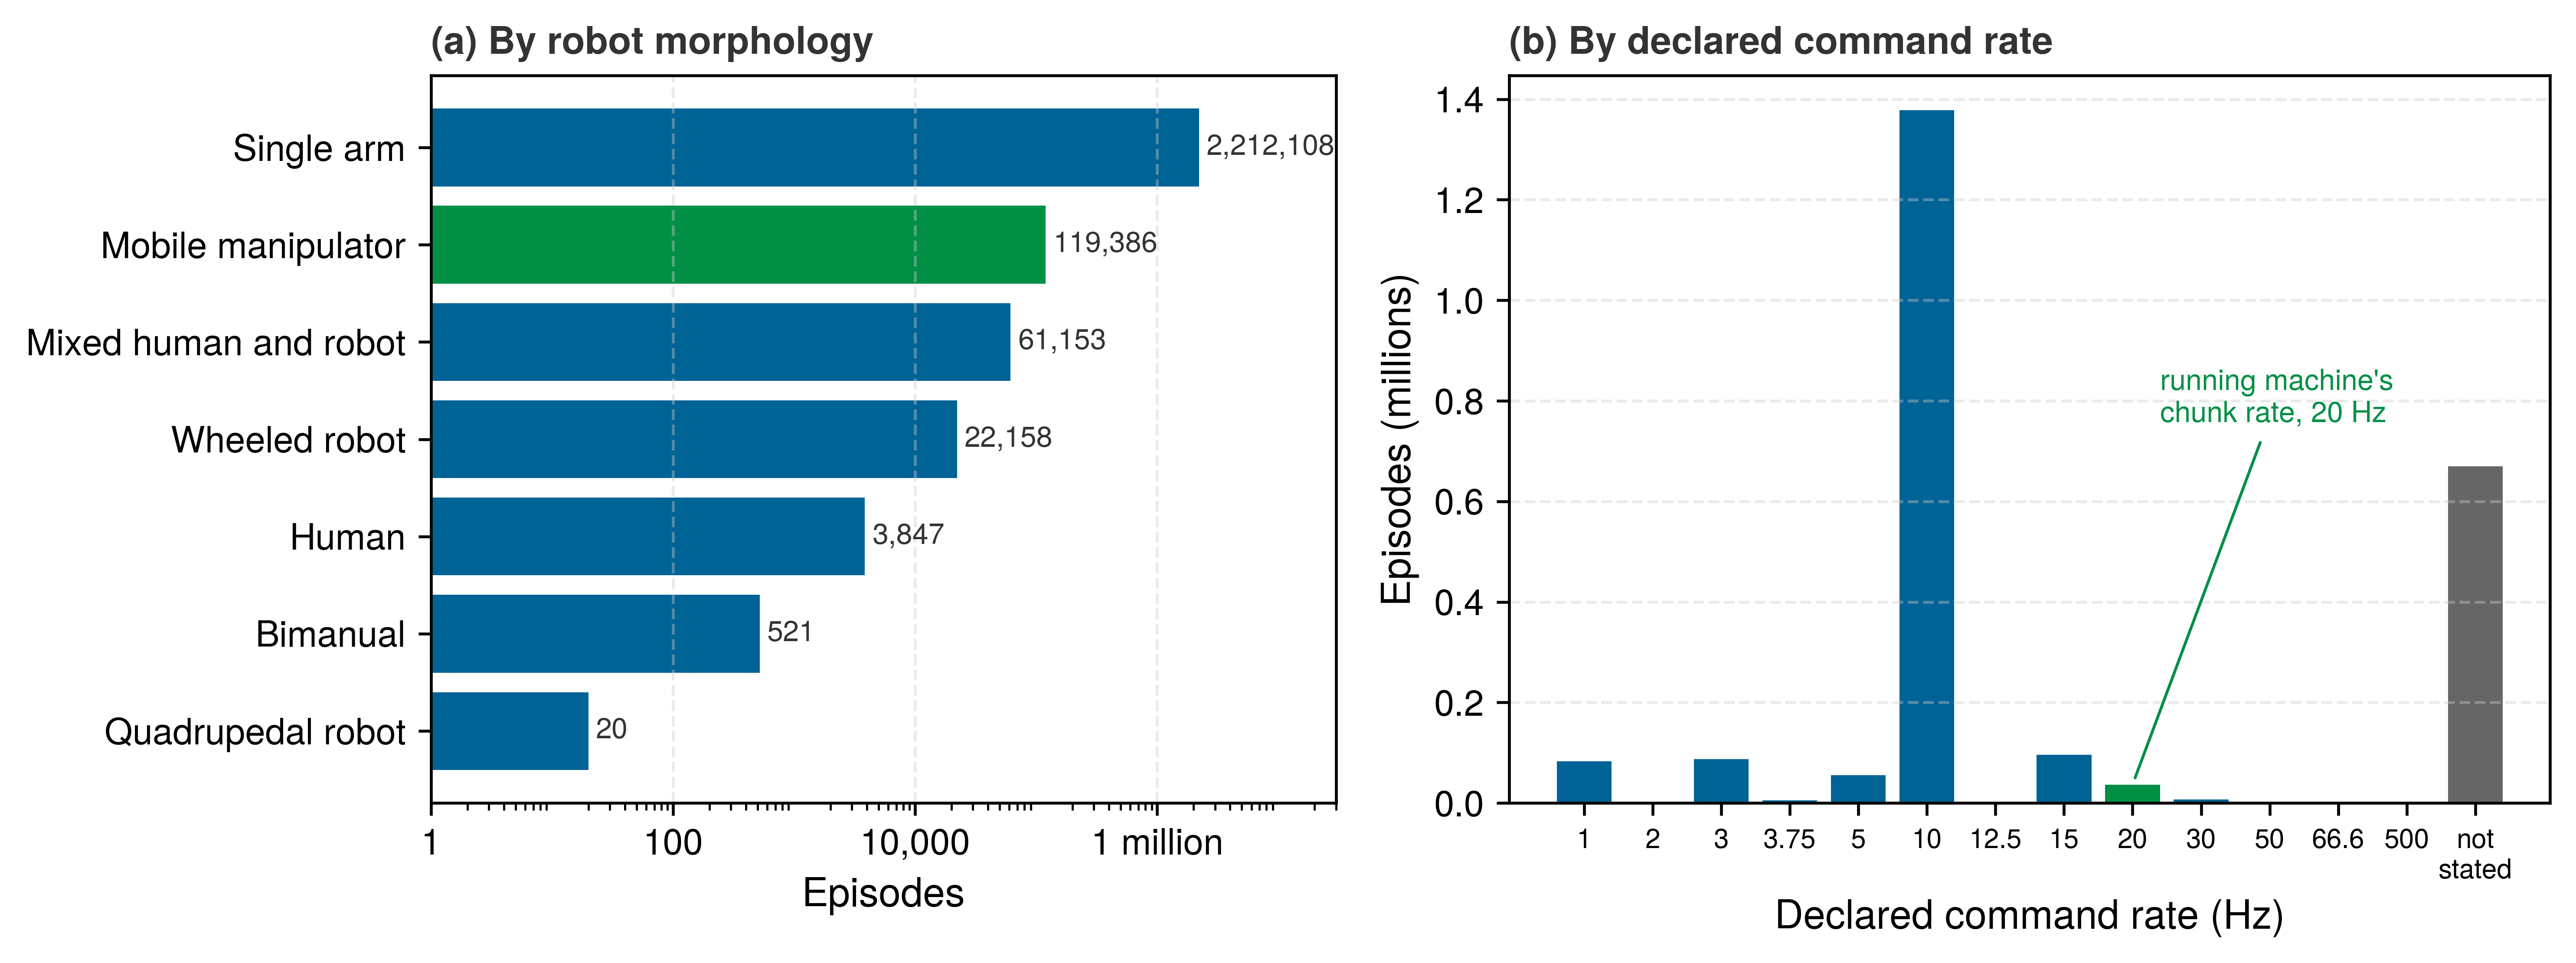 (a) By robot morphology
Single arm
2,212,108
Mobile manipulator
119,386
Mixed human and robot
61,153
Wheeled robot
22,158
Human
3,847
Bimanual
521
Quadrupedal robot
20
1
100
10,000
1 million
Episodes
(b) By declared command rate
Episodes (millions)
1.4
1.2
1.0
0.8
0.6
0.4
0.2
0.0
running machine's
chunk rate, 20 Hz
1
2
3
3.75
5
10
12.5
15
20
30
50
66.6
500
not
stated
Declared command rate (Hz)